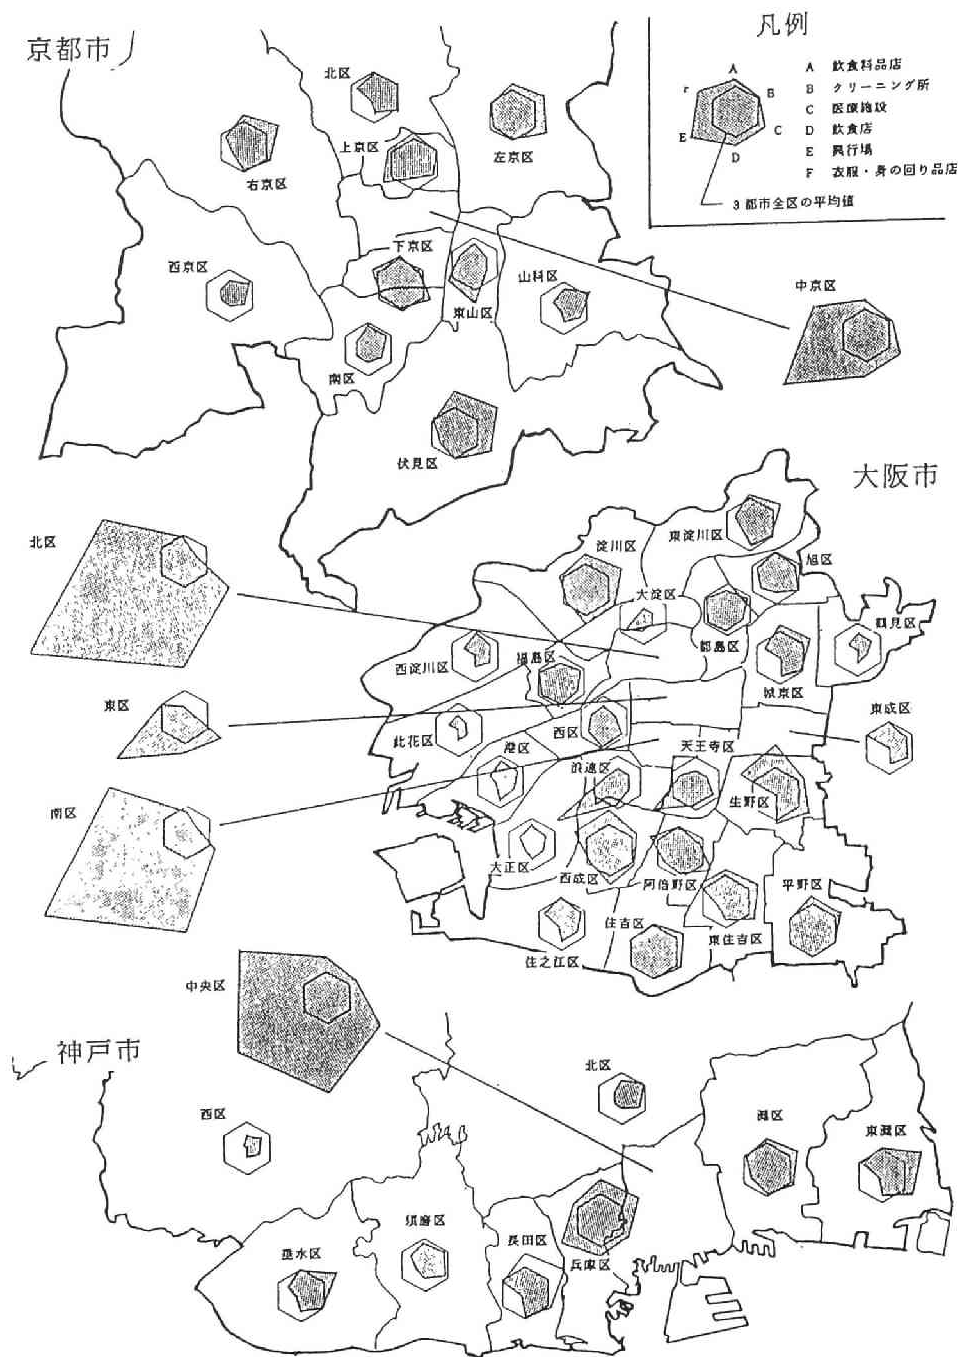 京都市
凡例
A 飲食料品店
B クリーニング所
C 医療施設
D 飲食店
E 興行場
F 衣服・身の回り品店
A
B
C
D
E
F
3都市全区の平均値
北区
上京区
左京区
右京区
西京区
下京区
東山区
山科区
中京区
南区
伏見区
大阪市
北区
東淀川区
淀川区
旭区
大淀区
都島区
鶴見区
西淀川区
福島区
城東区
東区
此花区
西区
東成区
港区
浪速区
天王寺区
生野区
南区
大正区
西成区
阿倍野区
平野区
住吉区
東住吉区
住之江区
中央区
神戸市
北区
西区
灘区
東灘区
須磨区
垂水区
長田区
兵庫区